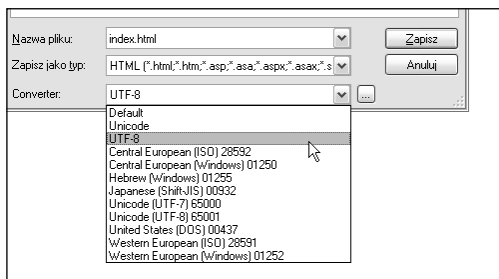 Nazwa pliku: index.html Zapisz
Zapisz jako typ: HTML (*.html;*.htm;*.asp;*.asa;*.aspx;*.asax;*.s Anuluj
Converter: UTF-8 ...
Default
Unicode
UTF-8
Central European (ISO) 28592
Central European (Windows) 01250
Hebrew (Windows) 01255
Japanese (Shift-JIS) 00932
Unicode (UTF-7) 65000
Unicode (UTF-8) 65001
United States (DOS) 00437
Western European (ISO) 28591
Western European (Windows) 01252